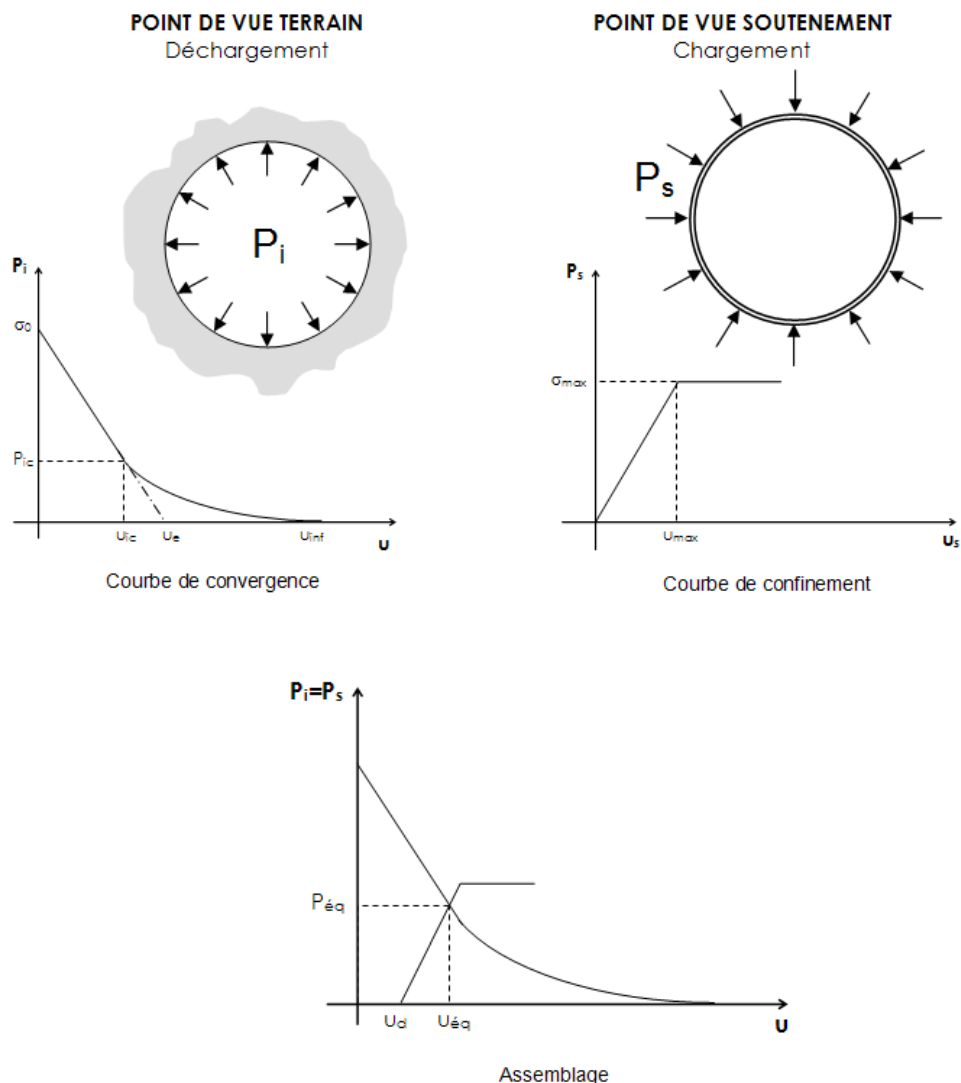 POINT DE VUE TERRAIN
Déchargement
POINT DE VUE SOUTENEMENT
Chargement
Pi
Ps
Pi
σ0
Pic
uic
ue
uinf
u
Courbe de convergence
Ps
σmax
umax
us
Courbe de confinement
Pi=Ps
Péq
Ud
Uéq
U
Assemblage